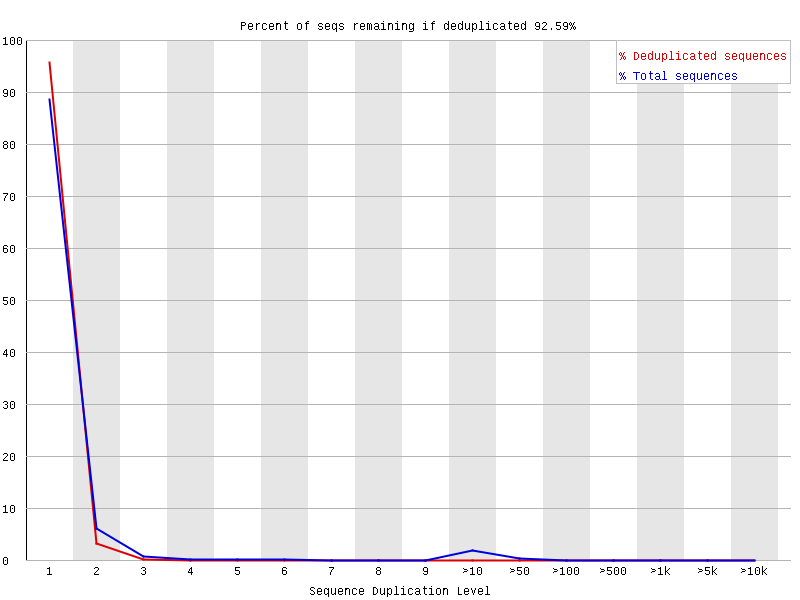 Percent of seqs remaining if deduplicated 92.59%
% Deduplicated sequences
% Total sequences
100
90
80
70
60
50
40
30
20
10
0
1 2 3 4 5 6 7 8 9 >10 >50 >100 >500 >1k >5k >10k
Sequence Duplication Level